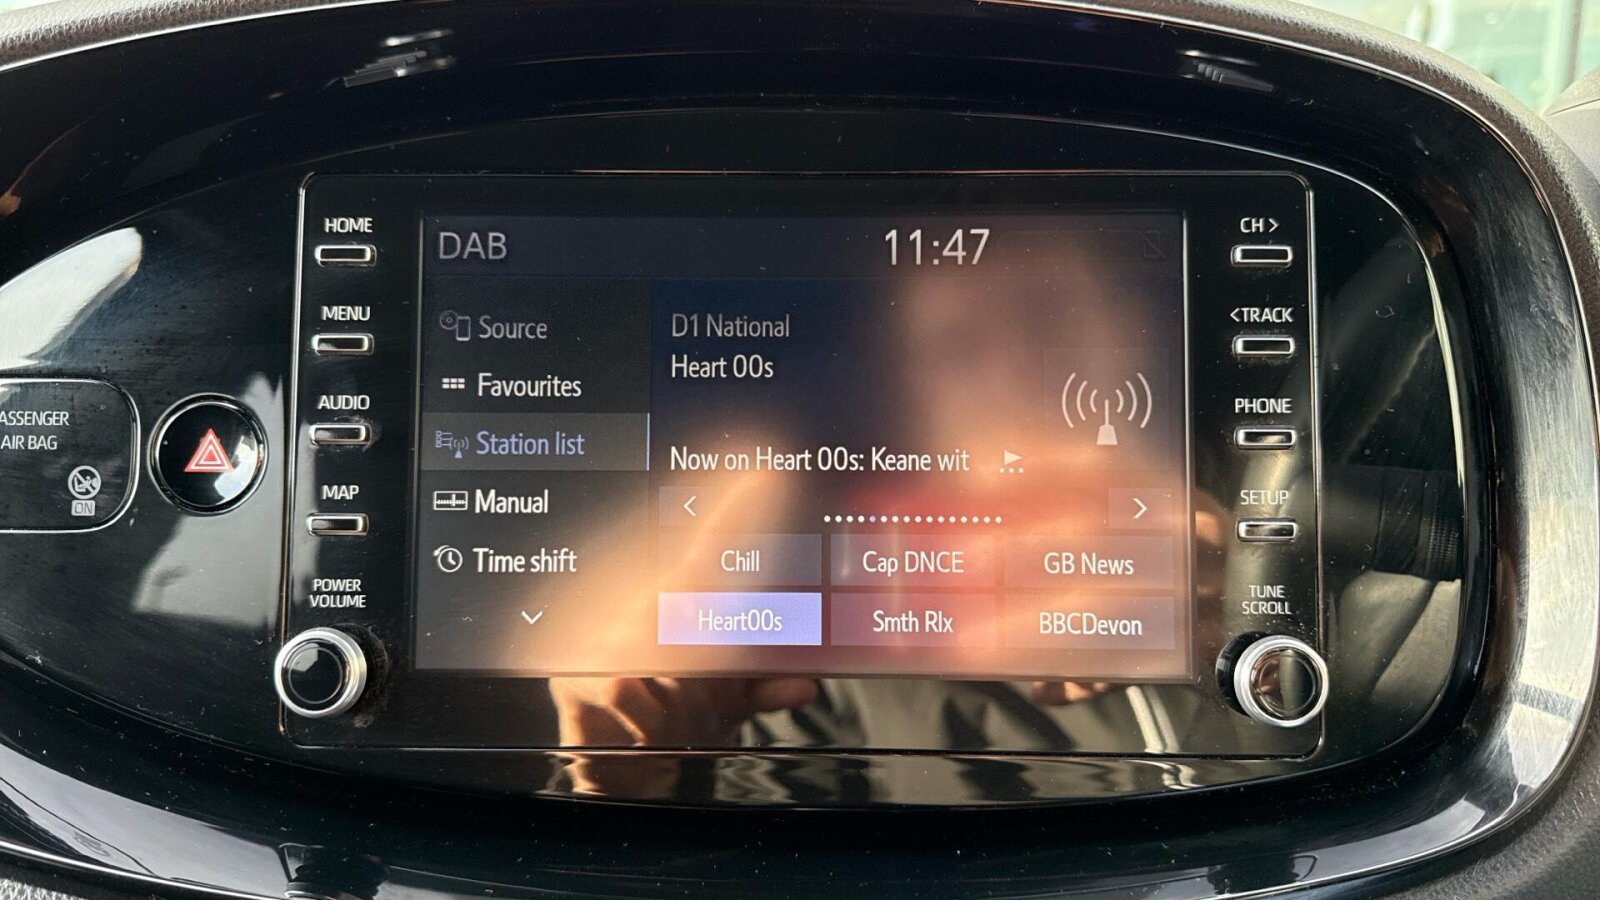 HOME
MENU
AUDIO
MAP
POWER
VOLUME
ASSENGER
AIR BAG
ON
DAB
11:47
Source
Favourites
Station list
Manual
Time shift
D1 National
Heart 00s
Now on Heart 00s: Keane wit
<
>
Chill
Cap DNCE
GB News
Heart00s
Smth Rlx
BBCDevon
CH >
<TRACK
PHONE
SETUP
TUNE
SCROLL